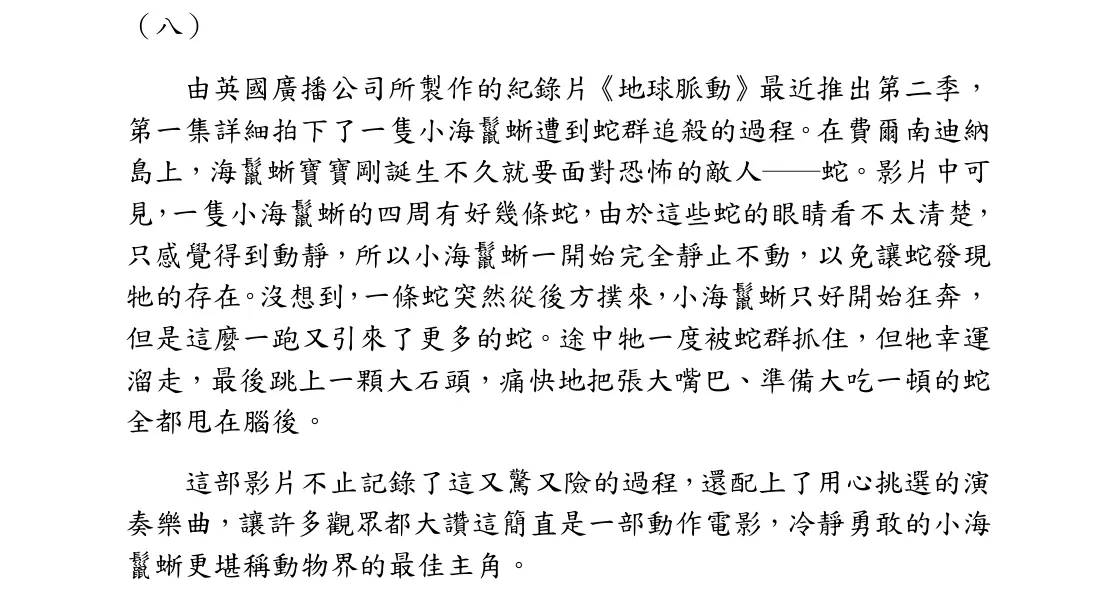 （八）
由英國廣播公司所製作的紀錄片《地球脈動》最近推出第二季，
第一集詳細拍下了一隻小海鬣蜥遭到蛇群追殺的過程。在費爾南迪納
島上，海鬣蜥寶寶剛誕生不久就要面對恐怖的敵人──蛇。影片中可
見，一隻小海鬣蜥的四周有好幾條蛇，由於這些蛇的眼睛看不太清楚，
只感覺得到動靜，所以小海鬣蜥一開始完全靜止不動，以免讓蛇發現
牠的存在。沒想到，一條蛇突然從後方撲來，小海鬣蜥只好開始狂奔，
但是這麼一跑又引來了更多的蛇。途中牠一度被蛇群抓住，但牠幸運
溜走，最後跳上一顆大石頭，痛快地把張大嘴巴、準備大吃一頓的蛇
全都甩在腦後。
這部影片不止記錄了這又驚又險的過程，還配上了用心挑選的演
奏樂曲，讓許多觀眾都大讚這簡直是一部動作電影，冷靜勇敢的小海
鬣蜥更堪稱動物界的最佳主角。